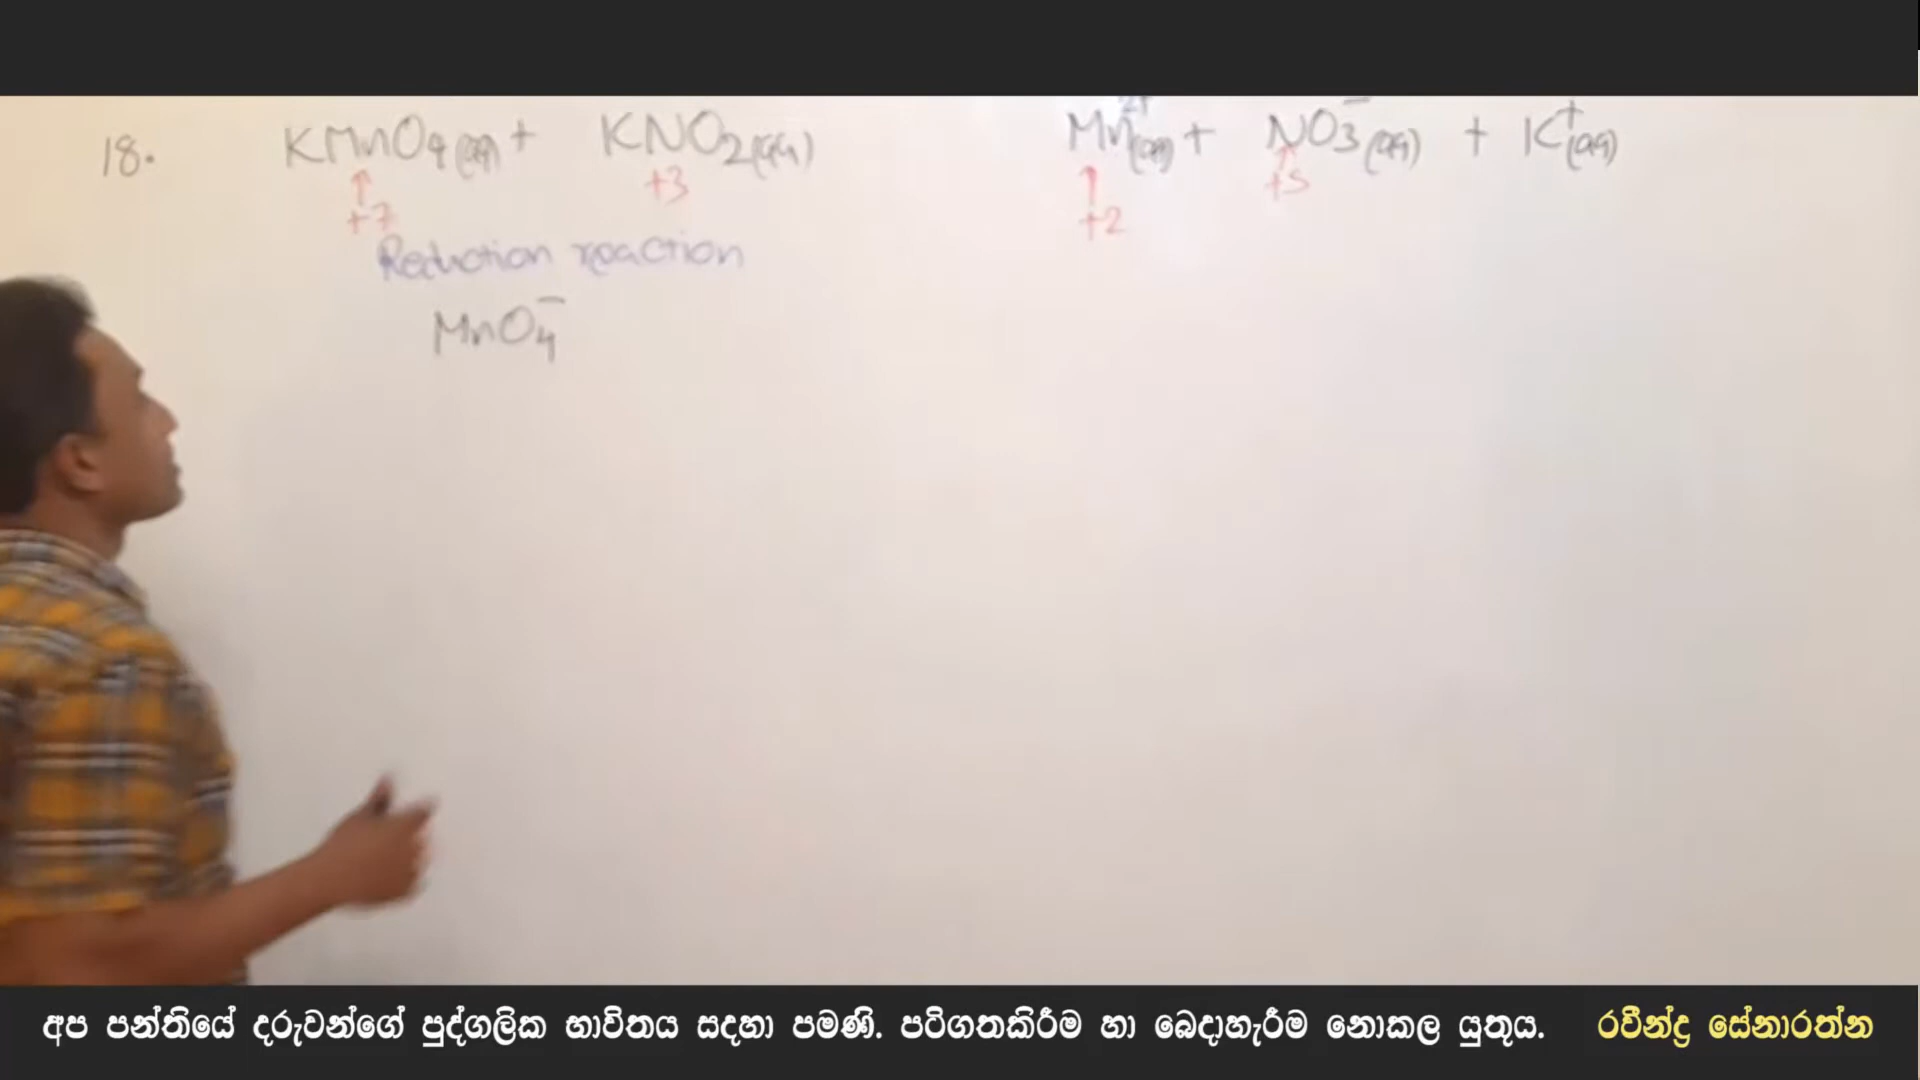 18. KMnO₄(aq) + KNO₂(aq) Mn²⁺(aq) + NO₃⁻(aq) + K⁺(aq)
+7 +3 +2 +5
Reduction reaction
MnO₄⁻
අප පන්තියේ දරුවන්ගේ පුද්ගලික භාවිතය සදහා පමණි. පටිගතකිරීම හා බෙදාහැරීම නොකල යුතුය. රවීන්ද්‍ර සේනාරත්න